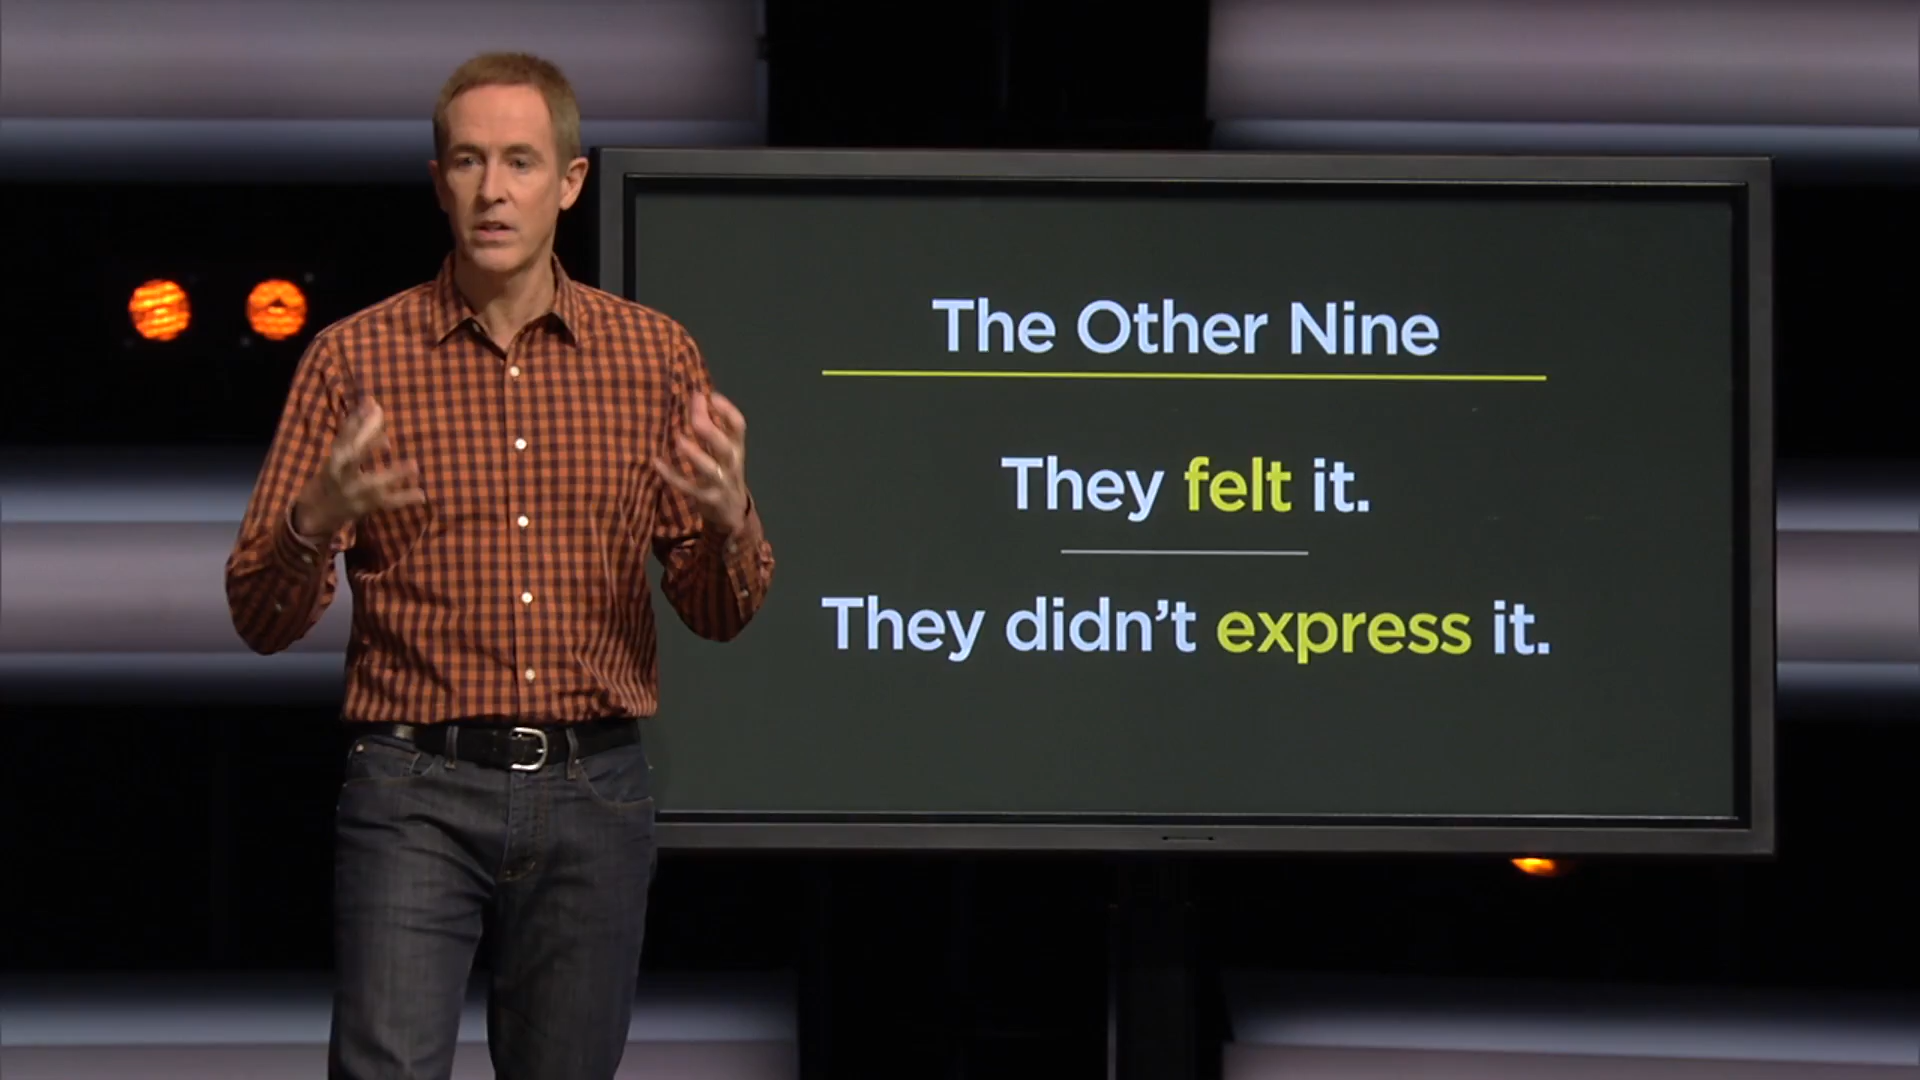 The Other Nine
They felt it.
They didn’t express it.